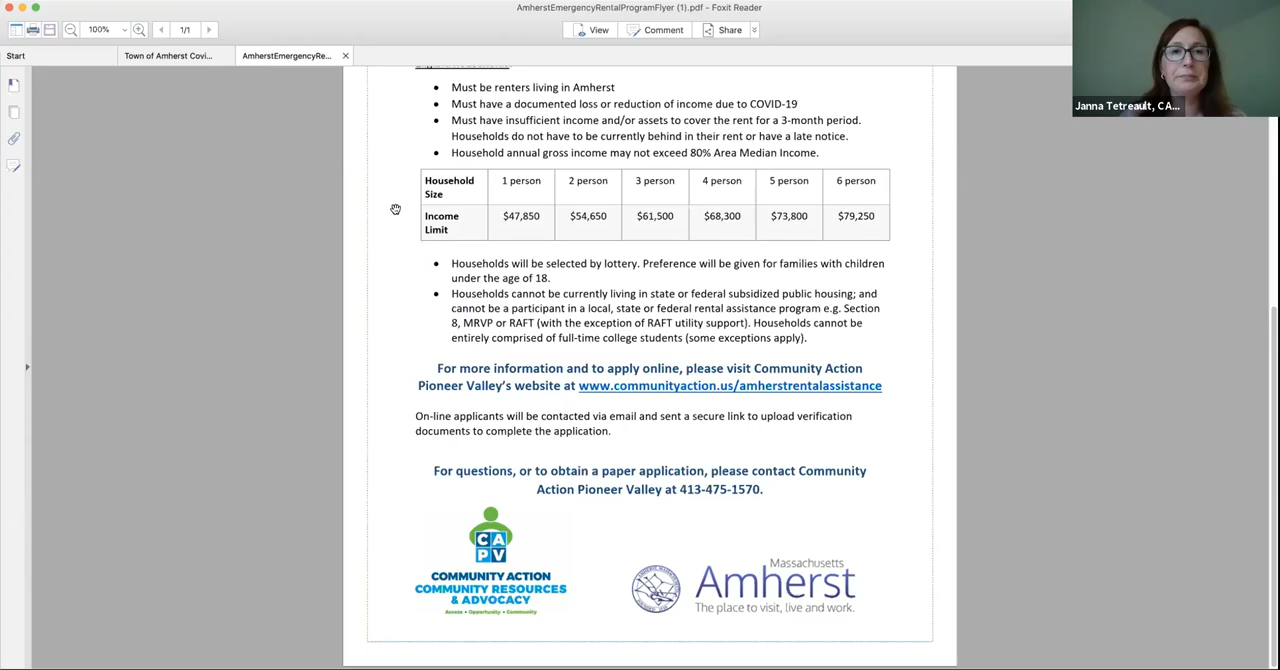 AmherstEmergencyRentalProgramFlyer (1).pdf - Foxit Reader
100%
1/1
View
Comment
Share
Start
Town of Amherst Covi...
AmherstEmergencyRe...
Janna Tetreault, CA...
Must be renters living in Amherst
Must have a documented loss or reduction of income due to COVID-19
Must have insufficient income and/or assets to cover the rent for a 3-month period.
Households do not have to be currently behind in their rent or have a late notice.
Household annual gross income may not exceed 80% Area Median Income.
Household Size 1 person 2 person 3 person 4 person 5 person 6 person
Income Limit $47,850 $54,650 $61,500 $68,300 $73,800 $79,250
Households will be selected by lottery. Preference will be given for families with children
under the age of 18.
Households cannot be currently living in state or federal subsidized public housing; and
cannot be a participant in a local, state or federal rental assistance program e.g. Section
8, MRVP or RAFT (with the exception of RAFT utility support). Households cannot be
entirely comprised of full-time college students (some exceptions apply).
For more information and to apply online, please visit Community Action
Pioneer Valley's website at www.communityaction.us/amherstrentalassistance
On-line applicants will be contacted via email and sent a secure link to upload verification
documents to complete the application.
For questions, or to obtain a paper application, please contact Community
Action Pioneer Valley at 413-475-1570.
CA
PV
COMMUNITY ACTION
COMMUNITY RESOURCES
& ADVOCACY
Access • Opportunity • Community
Massachusetts
Amherst
The place to visit, live and work.